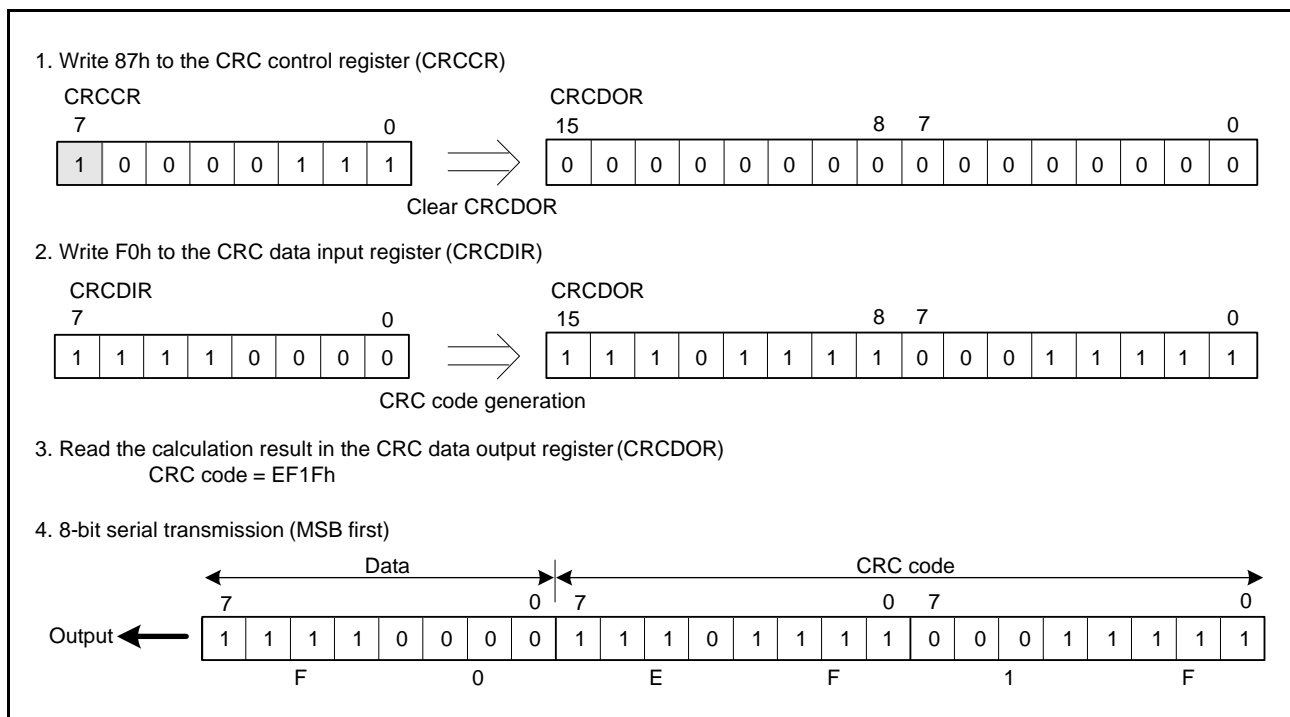 1. Write 87h to the CRC control register (CRCCR)
CRCCR CRCDOR
7 0 15 8 7 0
1 0 0 0 0 1 1 1 0 0 0 0 0 0 0 0 0 0 0 0 0 0 0 0
Clear CRCDOR
2. Write F0h to the CRC data input register (CRCDIR)
CRCDIR CRCDOR
7 0 15 8 7 0
1 1 1 1 0 0 0 0 1 1 1 0 1 1 1 1 0 0 0 1 1 1 1 1
CRC code generation
3. Read the calculation result in the CRC data output register (CRCDOR)
CRC code = EF1Fh
4. 8-bit serial transmission (MSB first)
Data CRC code
7 0 7 0 7 0
Output 1 1 1 1 0 0 0 0 1 1 1 0 1 1 1 1 0 0 0 1 1 1 1 1
F 0 E F 1 F